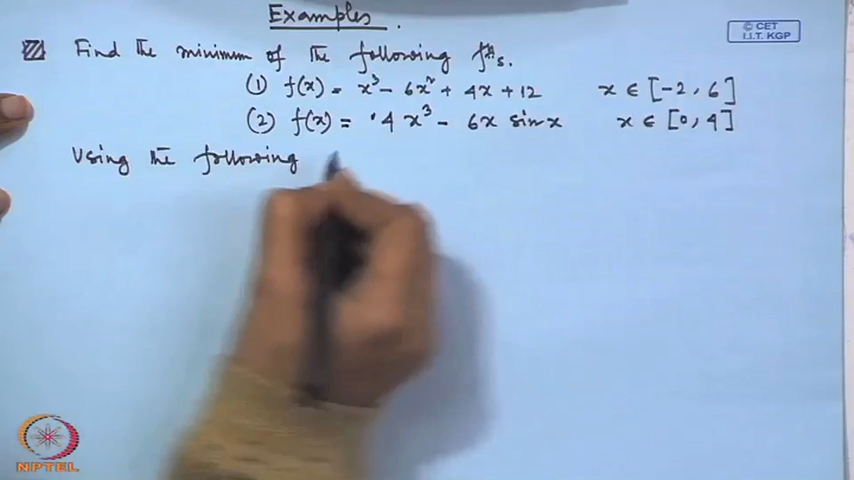 Examples.
© CET
I.I.T. KGP
Find the minimum of the following fⁿs.
(1) f(x) = x³ - 6x² + 4x + 12 x ∈ [-2, 6]
(2) f(x) = ·4 x³ - 6x sin x x ∈ [0, 4]
Using the following
NPTEL